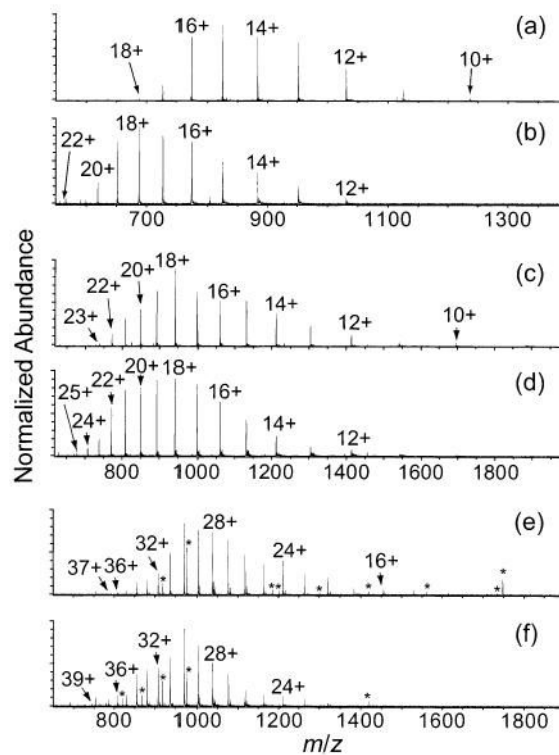 Normalized Abundance
16+ 14+ (a)
18+ 12+ 10+
18+ (b)
22+ 16+
20+ 14+
12+
700 900 1100 1300
18+ (c)
20+
22+ 16+
23+ 14+ 12+ 10+
20+ 18+ (d)
22+ 16+
25+
24+ 14+
12+
800 1000 1200 1400 1600 1800
28+ (e)
32+ * 24+
37+ 36+ * 16+ *
* * * * * *
(f)
32+ 28+
36+
39+ * * * * 24+ *
800 1000 1200 1400 1600 1800
m/z